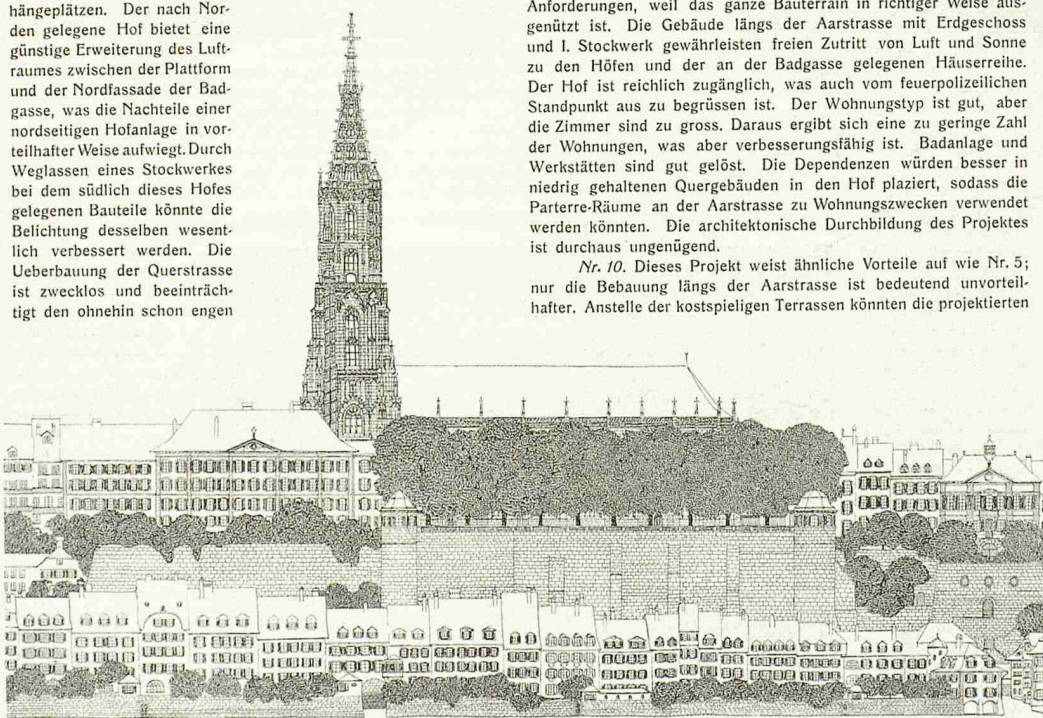 hängeplätzen. Der nach Nor-
den gelegene Hof bietet eine
günstige Erweiterung des Luft-
raumes zwischen der Plattform
und der Nordfassade der Bad-
gasse, was die Nachteile einer
nordseitigen Hofanlage in vor-
teilhafter Weise aufwiegt. Durch
Weglassen eines Stockwerkes
bei dem südlich dieses Hofes
gelegenen Bauteile könnte die
Belichtung desselben wesent-
lich verbessert werden. Die
Ueberbauung der Querstrasse
ist zwecklos und beeinträch-
tigt den ohnehin schon engen
Anforderungen, weil das ganze Bauterrain in richtiger Weise aus-
genützt ist. Die Gebäude längs der Aarstrasse mit Erdgeschoss
und I. Stockwerk gewährleisten freien Zutritt von Luft und Sonne
zu den Höfen und der an der Badgasse gelegenen Häuserreihe.
Der Hof ist reichlich zugänglich, was auch vom feuerpolizeilichen
Standpunkt aus zu begrüssen ist. Der Wohnungstyp ist gut, aber
die Zimmer sind zu gross. Daraus ergibt sich eine zu geringe Zahl
der Wohnungen, was aber verbesserungsfähig ist. Badanlage und
Werkstätten sind gut gelöst. Die Dependenzen würden besser in
niedrig gehaltenen Quergebäuden in den Hof plaziert, sodass die
Parterre-Räume an der Aarstrasse zu Wohnungszwecken verwendet
werden könnten. Die architektonische Durchbildung des Projektes
ist durchaus ungenügend.
Nr. 10. Dieses Projekt weist ähnliche Vorteile auf wie Nr. 5;
nur die Bebauung längs der Aarstrasse ist bedeutend unvorteil-
hafter. Anstelle der kostspieligen Terrassen könnten die projektierten